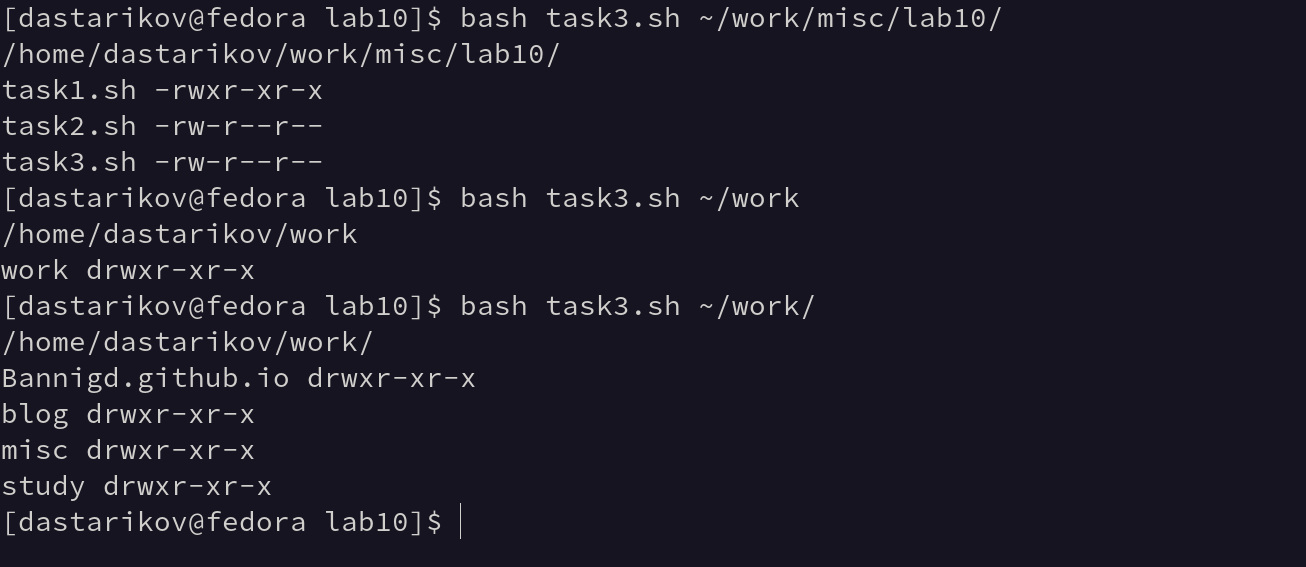 [dastarikov@fedora lab10]$ bash task3.sh ~/work/misc/lab10/
/home/dastarikov/work/misc/lab10/
task1.sh -rwxr-xr-x
task2.sh -rw-r--r--
task3.sh -rw-r--r--
[dastarikov@fedora lab10]$ bash task3.sh ~/work
/home/dastarikov/work
work drwxr-xr-x
[dastarikov@fedora lab10]$ bash task3.sh ~/work/
/home/dastarikov/work/
Bannigd.github.io drwxr-xr-x
blog drwxr-xr-x
misc drwxr-xr-x
study drwxr-xr-x
[dastarikov@fedora lab10]$